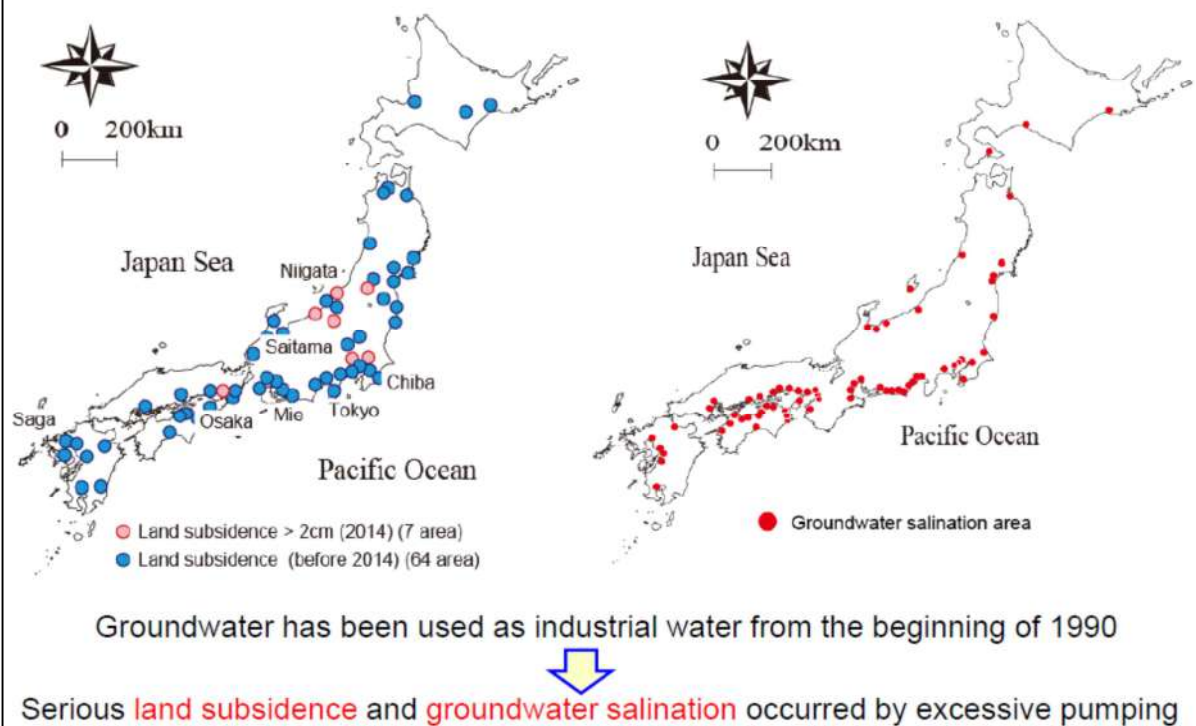 0 200km
Japan Sea
Niigata
Saitama
Chiba
Tokyo
Mie
Osaka
Saga
Pacific Ocean
Land subsidence > 2cm (2014) (7 area)
Land subsidence (before 2014) (64 area)
0 200km
Japan Sea
Pacific Ocean
Groundwater salination area
Groundwater has been used as industrial water from the beginning of 1990
Serious land subsidence and groundwater salination occurred by excessive pumping